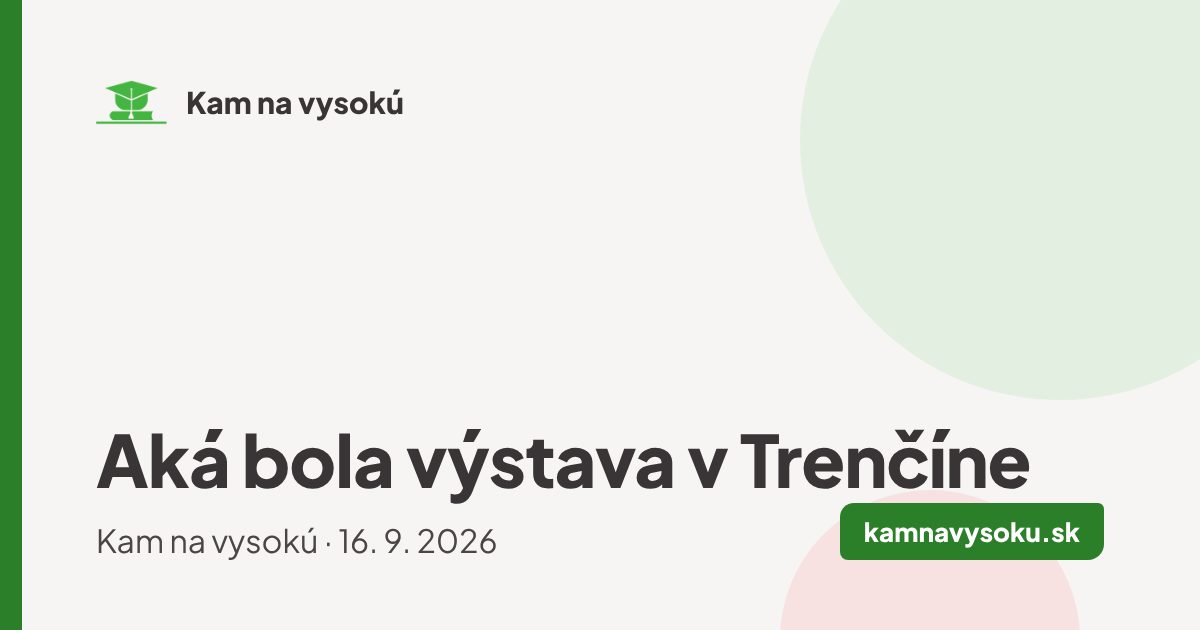 Kam na vysokú
Aká bola výstava v Trenčíne
Kam na vysokú · 16. 9. 2026
kamnavysoku.sk